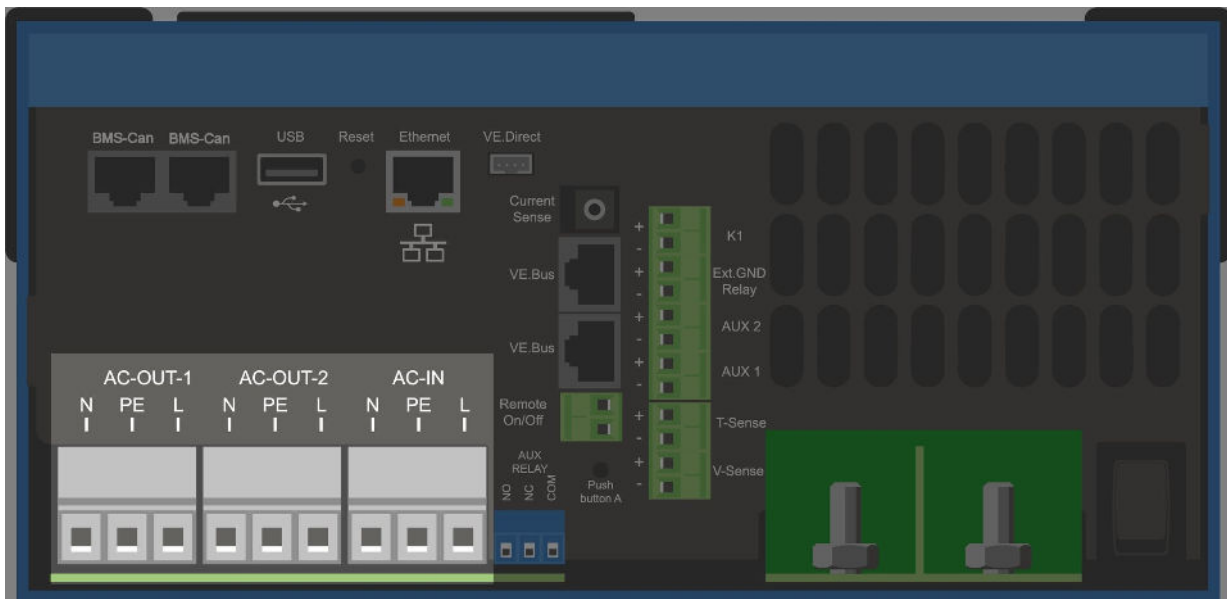 BMS-Can BMS-Can USB Reset Ethernet VE.Direct
Current
Sense
+ K1
-
VE.Bus + Ext.GND
- Relay
+ AUX 2
-
VE.Bus + AUX 1
-
AC-OUT-1 AC-OUT-2 AC-IN
N PE L N PE L N PE L
Remote
On/Off
+ T-Sense
-
AUX
RELAY
NO NC COM
Push
button A
+ V-Sense
-